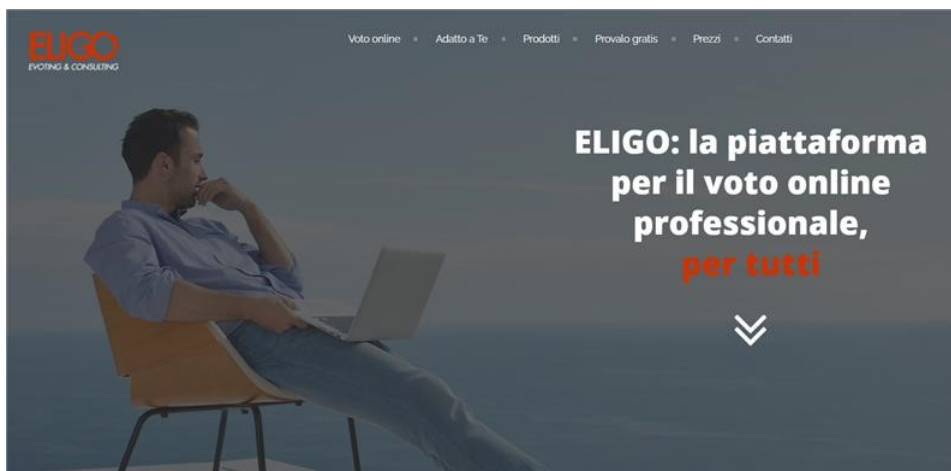 ELIGO
EVOTING & CONSULTING
Voto online
Adatto a Te
Prodotti
Provalo gratis
Prezzi
Contatti
ELIGO: la piattaforma
per il voto online
professionale,
per tutti